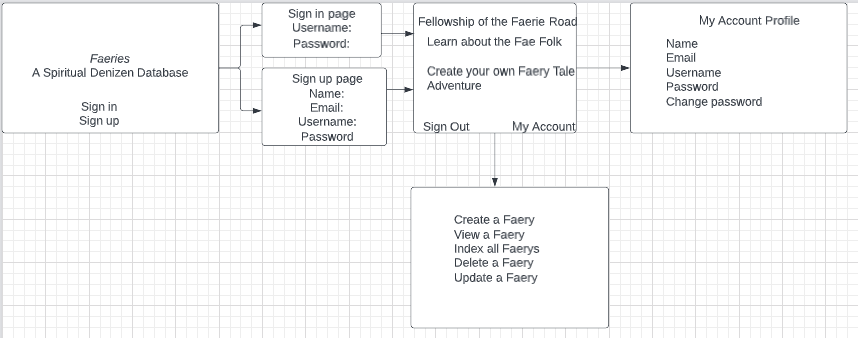 Faeries
A Spiritual Denizen Database
Sign in
Sign up
Sign in page
Username:
Password:
Sign up page
Name:
Email:
Username:
Password
Fellowship of the Faerie Road
Learn about the Fae Folk
Create your own Faery Tale
Adventure
Sign Out My Account
My Account Profile
Name
Email
Username
Password
Change password
Create a Faery
View a Faery
Index all Faerys
Delete a Faery
Update a Faery